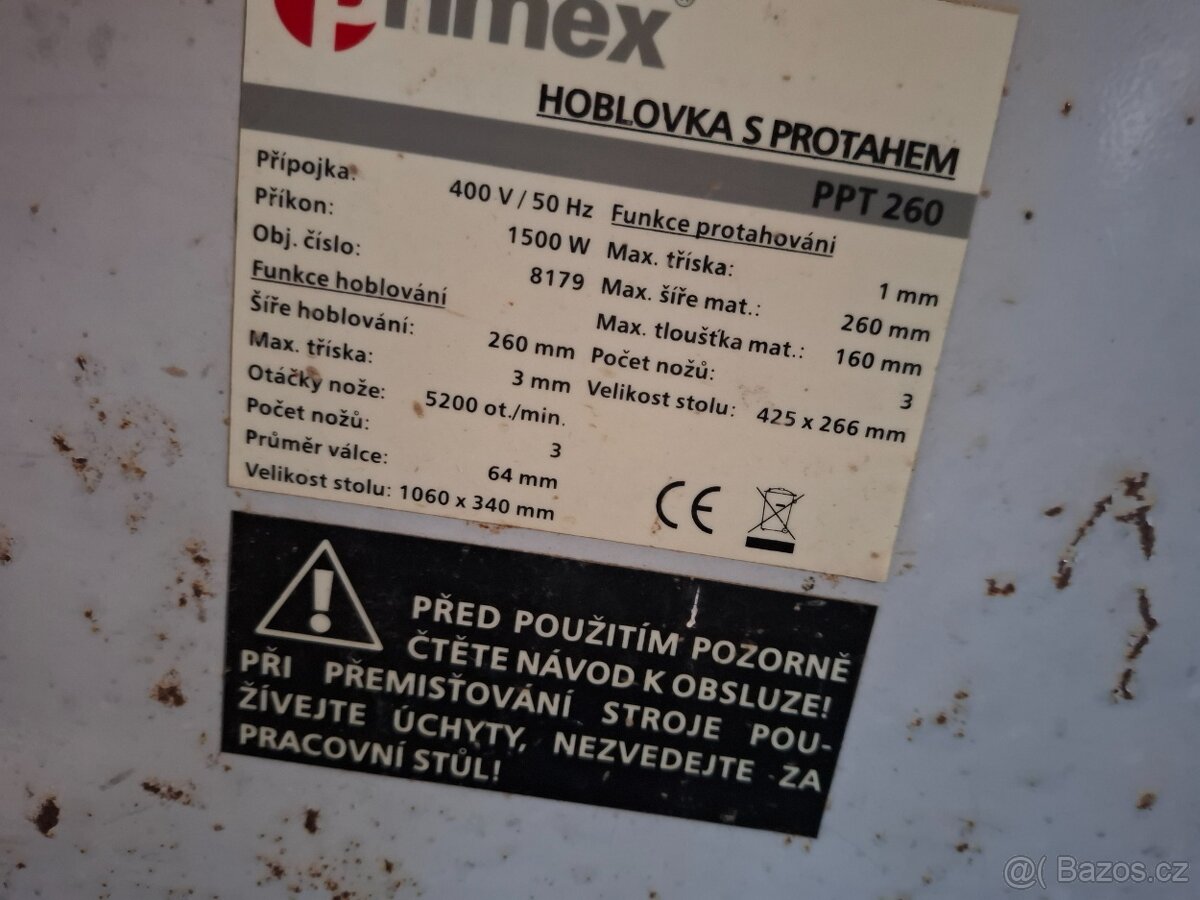 Primex®
HOBLOVKA S PROTAHEM
PPT 260
Přípojka: 400 V / 50 Hz
Příkon: 1500 W
Obj. číslo: 8179
Funkce hoblování
Šíře hoblování: 260 mm
Max. tříska: 3 mm
Otáčky nože: 5200 ot./min.
Počet nožů: 3
Průměr válce: 64 mm
Velikost stolu: 1060 x 340 mm
Funkce protahování
Max. tříska: 1 mm
Max. šíře mat.: 260 mm
Max. tloušťka mat.: 160 mm
Počet nožů: 3
Velikost stolu: 425 x 266 mm
CE
PŘED POUŽITÍM POZORNĚ
ČTĚTE NÁVOD K OBSLUZE!
PŘI PŘEMISŤOVÁNÍ STROJE POU-
ŽÍVEJTE ÚCHYTY, NEZVEDEJTE ZA
PRACOVNÍ STŮL!
@( Bazos.cz